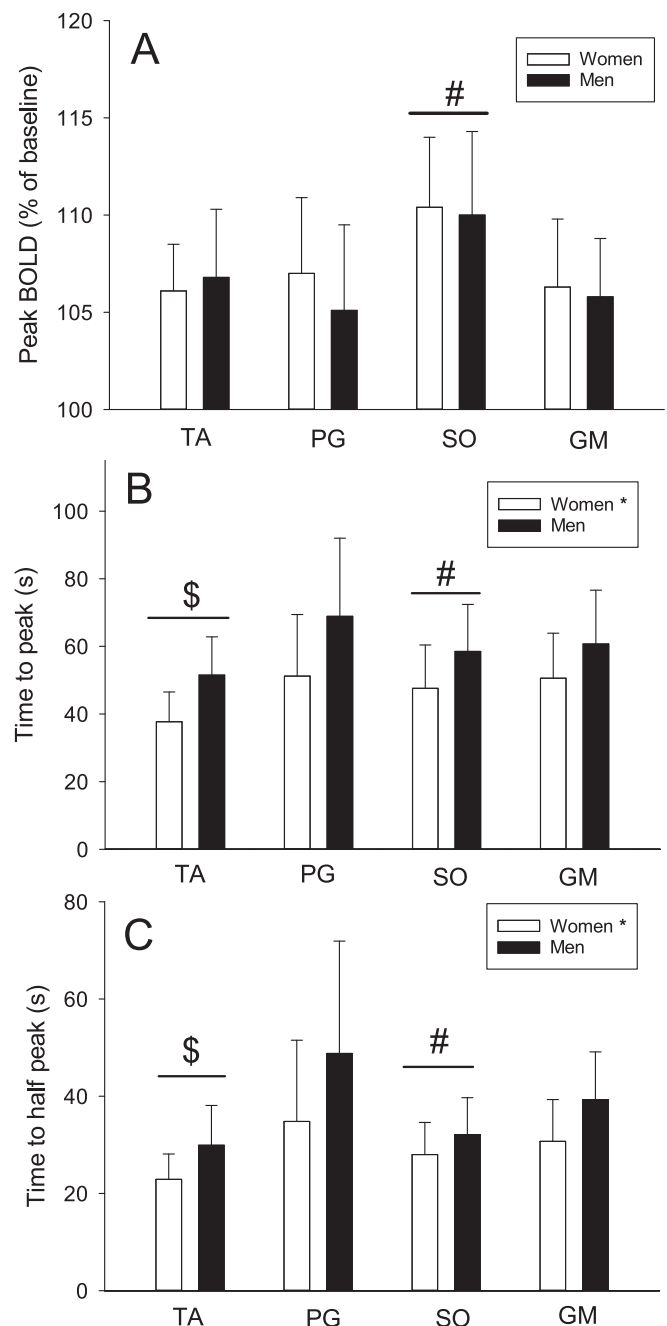 A
Women
Men
#
Peak BOLD (% of baseline)
120
115
110
105
100
TA PG SO GM
B
Women *
Men
$
#
Time to peak (s)
100
80
60
40
20
0
TA PG SO GM
C
Women *
Men
$
#
Time to half peak (s)
80
60
40
20
0
TA PG SO GM